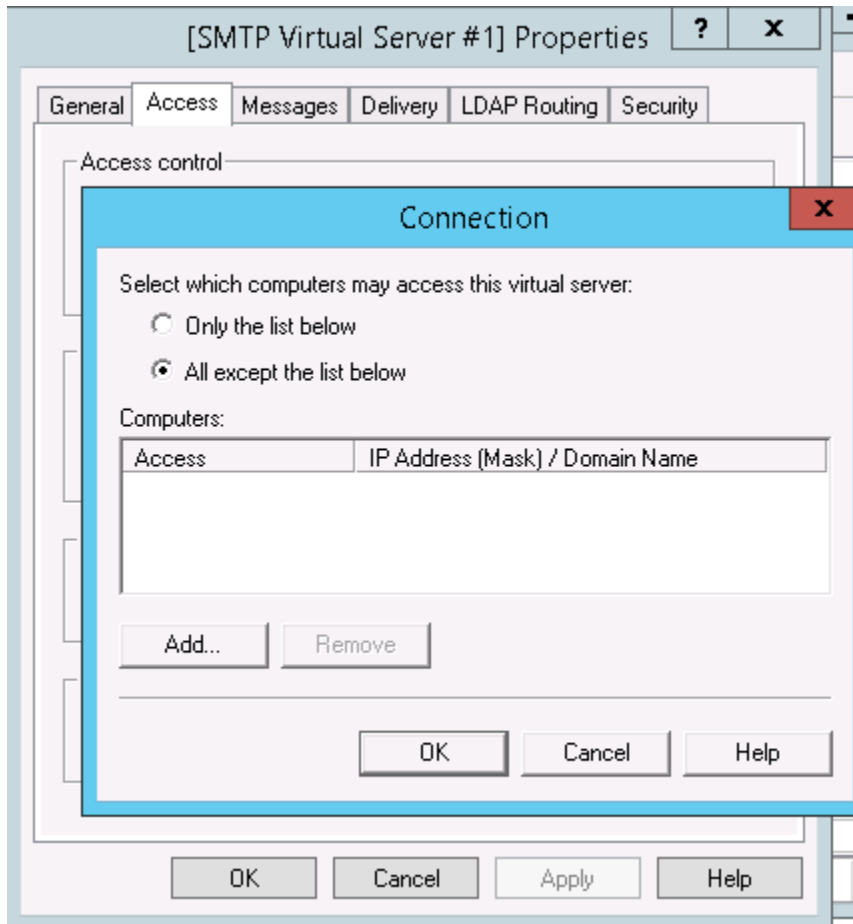 [SMTP Virtual Server #1] Properties ? x
General Access Messages Delivery LDAP Routing Security
Access control
Connection x
Select which computers may access this virtual server:
Only the list below
All except the list below
Computers:
Access IP Address (Mask) / Domain Name
Add... Remove
OK Cancel Help
OK Cancel Apply Help